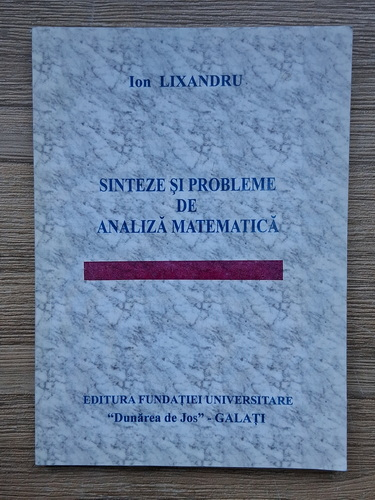 Ion LIXANDRU
SINTEZE ŞI PROBLEME
DE
ANALIZĂ MATEMATICĂ
EDITURA FUNDAŢIEI UNIVERSITARE
“Dunărea de Jos” - GALAŢI